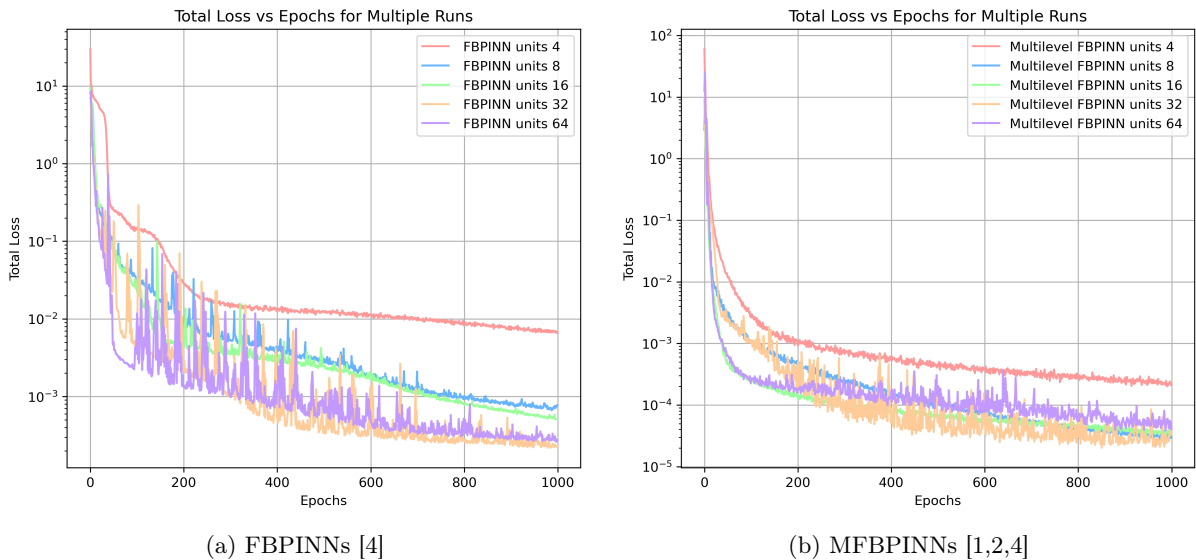 Total Loss vs Epochs for Multiple Runs
FBPINN units 4
FBPINN units 8
FBPINN units 16
FBPINN units 32
FBPINN units 64
10^1
10^0
10^-1
10^-2
10^-3
Total Loss
0 200 400 600 800 1000
Epochs
(a) FBPINNs [4]
Total Loss vs Epochs for Multiple Runs
Multilevel FBPINN units 4
Multilevel FBPINN units 8
Multilevel FBPINN units 16
Multilevel FBPINN units 32
Multilevel FBPINN units 64
10^2
10^1
10^0
10^-1
10^-2
10^-3
10^-4
10^-5
Total Loss
0 200 400 600 800 1000
Epochs
(b) MFBPINNs [1,2,4]